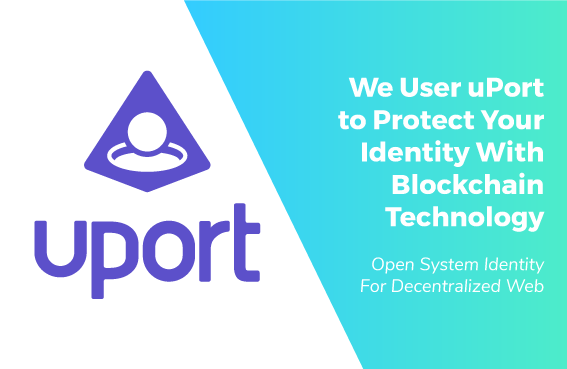 uport
We User uPort
to Protect Your
Identity With
Blockchain
Technology
Open System Identity
For Decentralized Web